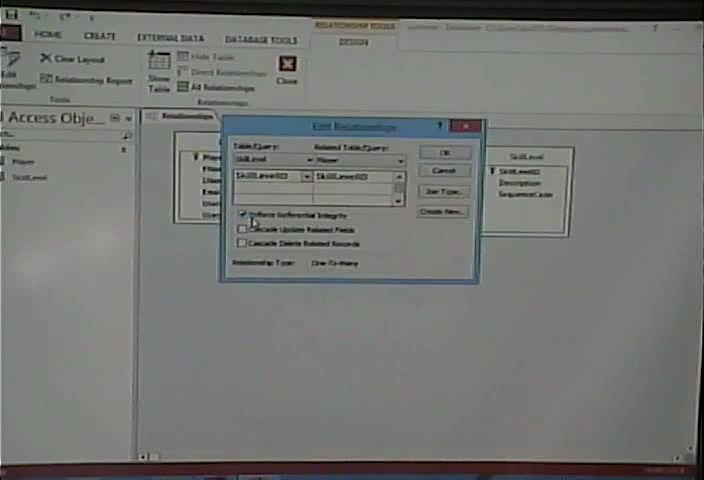 RELATIONSHIP TOOLS
HOME CREATE EXTERNAL DATA DATABASE TOOLS DESIGN
Clear Layout
Hide Table
Direct Relationships
Relationship Report
Show Table
All Relationships
Close
Tools
Relationships
Access Obje...
Relationships
Player
SkillLevel
Edit Relationships
?
Table/Query:
Related Table/Query:
OK
SkillLevel
Player
SkillLevelID
SkillLevelID
Cancel
Join Type..
Create New..
Enforce Referential Integrity
Cascade Update Related Fields
Cascade Delete Related Records
Relationship Type:
One-To-Many
SkillLevel
SkillLevelID
Description
SequenceCode